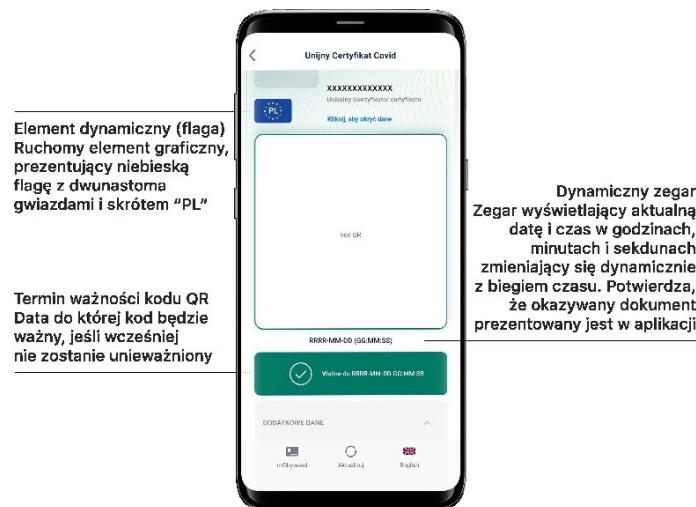 Unijny Certyfikat Covid
XXXXXXXXXXXXX
Unikalny identyfikator certyfikatu
PL
Kliknij, aby ukryć dane
Element dynamiczny (flaga)
Ruchomy element graficzny,
prezentujący niebieską
flagę z dwunastoma
gwiazdami i skrótem “PL”
kod QR
Dynamiczny zegar
Zegar wyświetlający aktualną
datę i czas w godzinach,
minutach i sekdunach
zmieniający się dynamicznie
z biegiem czasu. Potwierdza,
że okazywany dokument
prezentowany jest w aplikacji
Termin ważności kodu QR
Data do której kod będzie
ważny, jeśli wcześniej
nie zostanie unieważniony
RRRR-MM-DD (GG:MM:SS)
Ważne do RRRR-MM-DD GG:MM:SS
DODATKOWE DANE
mObywatel
Aktualizuj
English